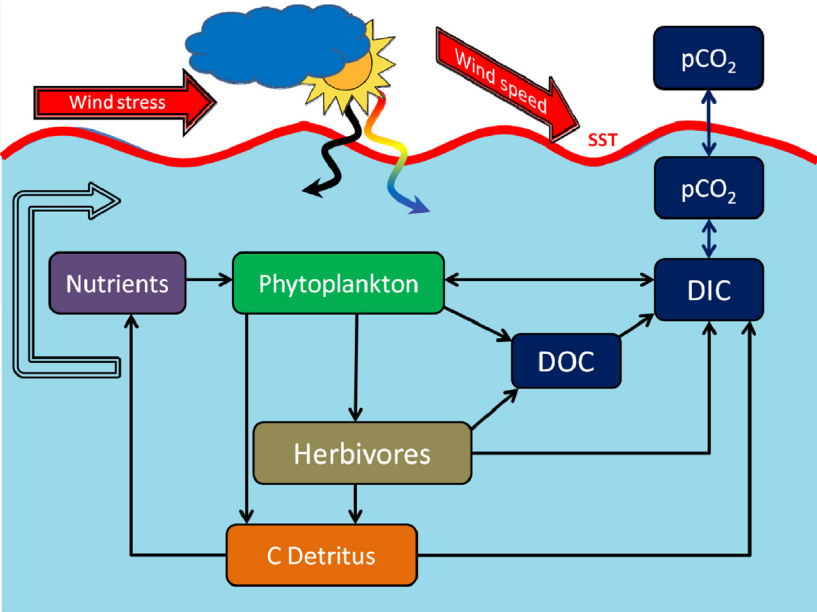 pCO₂
Wind stress
Wind speed
SST
pCO₂
Nutrients
Phytoplankton
DIC
DOC
Herbivores
C Detritus